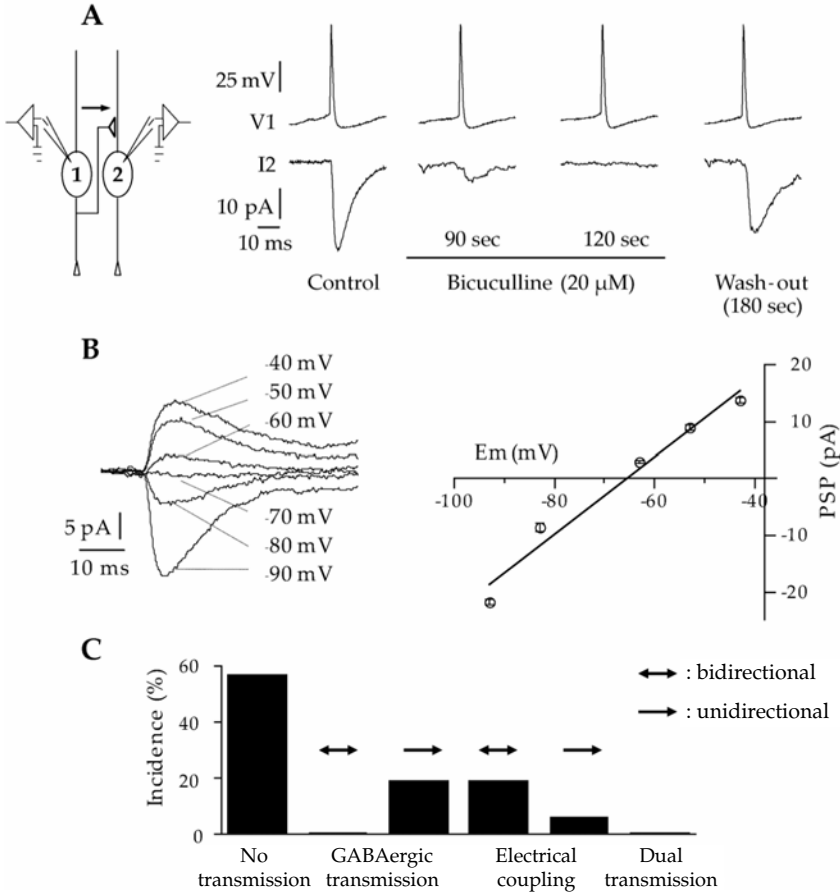 A
25 mV
V1
1
2
I2
10 pA
10 ms
90 sec
120 sec
Control
Bicuculline (20 µM)
Wash-out
(180 sec)
B
-40 mV
-50 mV
-60 mV
-70 mV
-80 mV
-90 mV
5 pA
10 ms
20
10
Em (mV)
-100
-80
-60
-40
-10
-20
PSP (pA)
C
60
40
20
0
Incidence (%)
: bidirectional
: unidirectional
No
transmission
GABAergic
transmission
Electrical
coupling
Dual
transmission